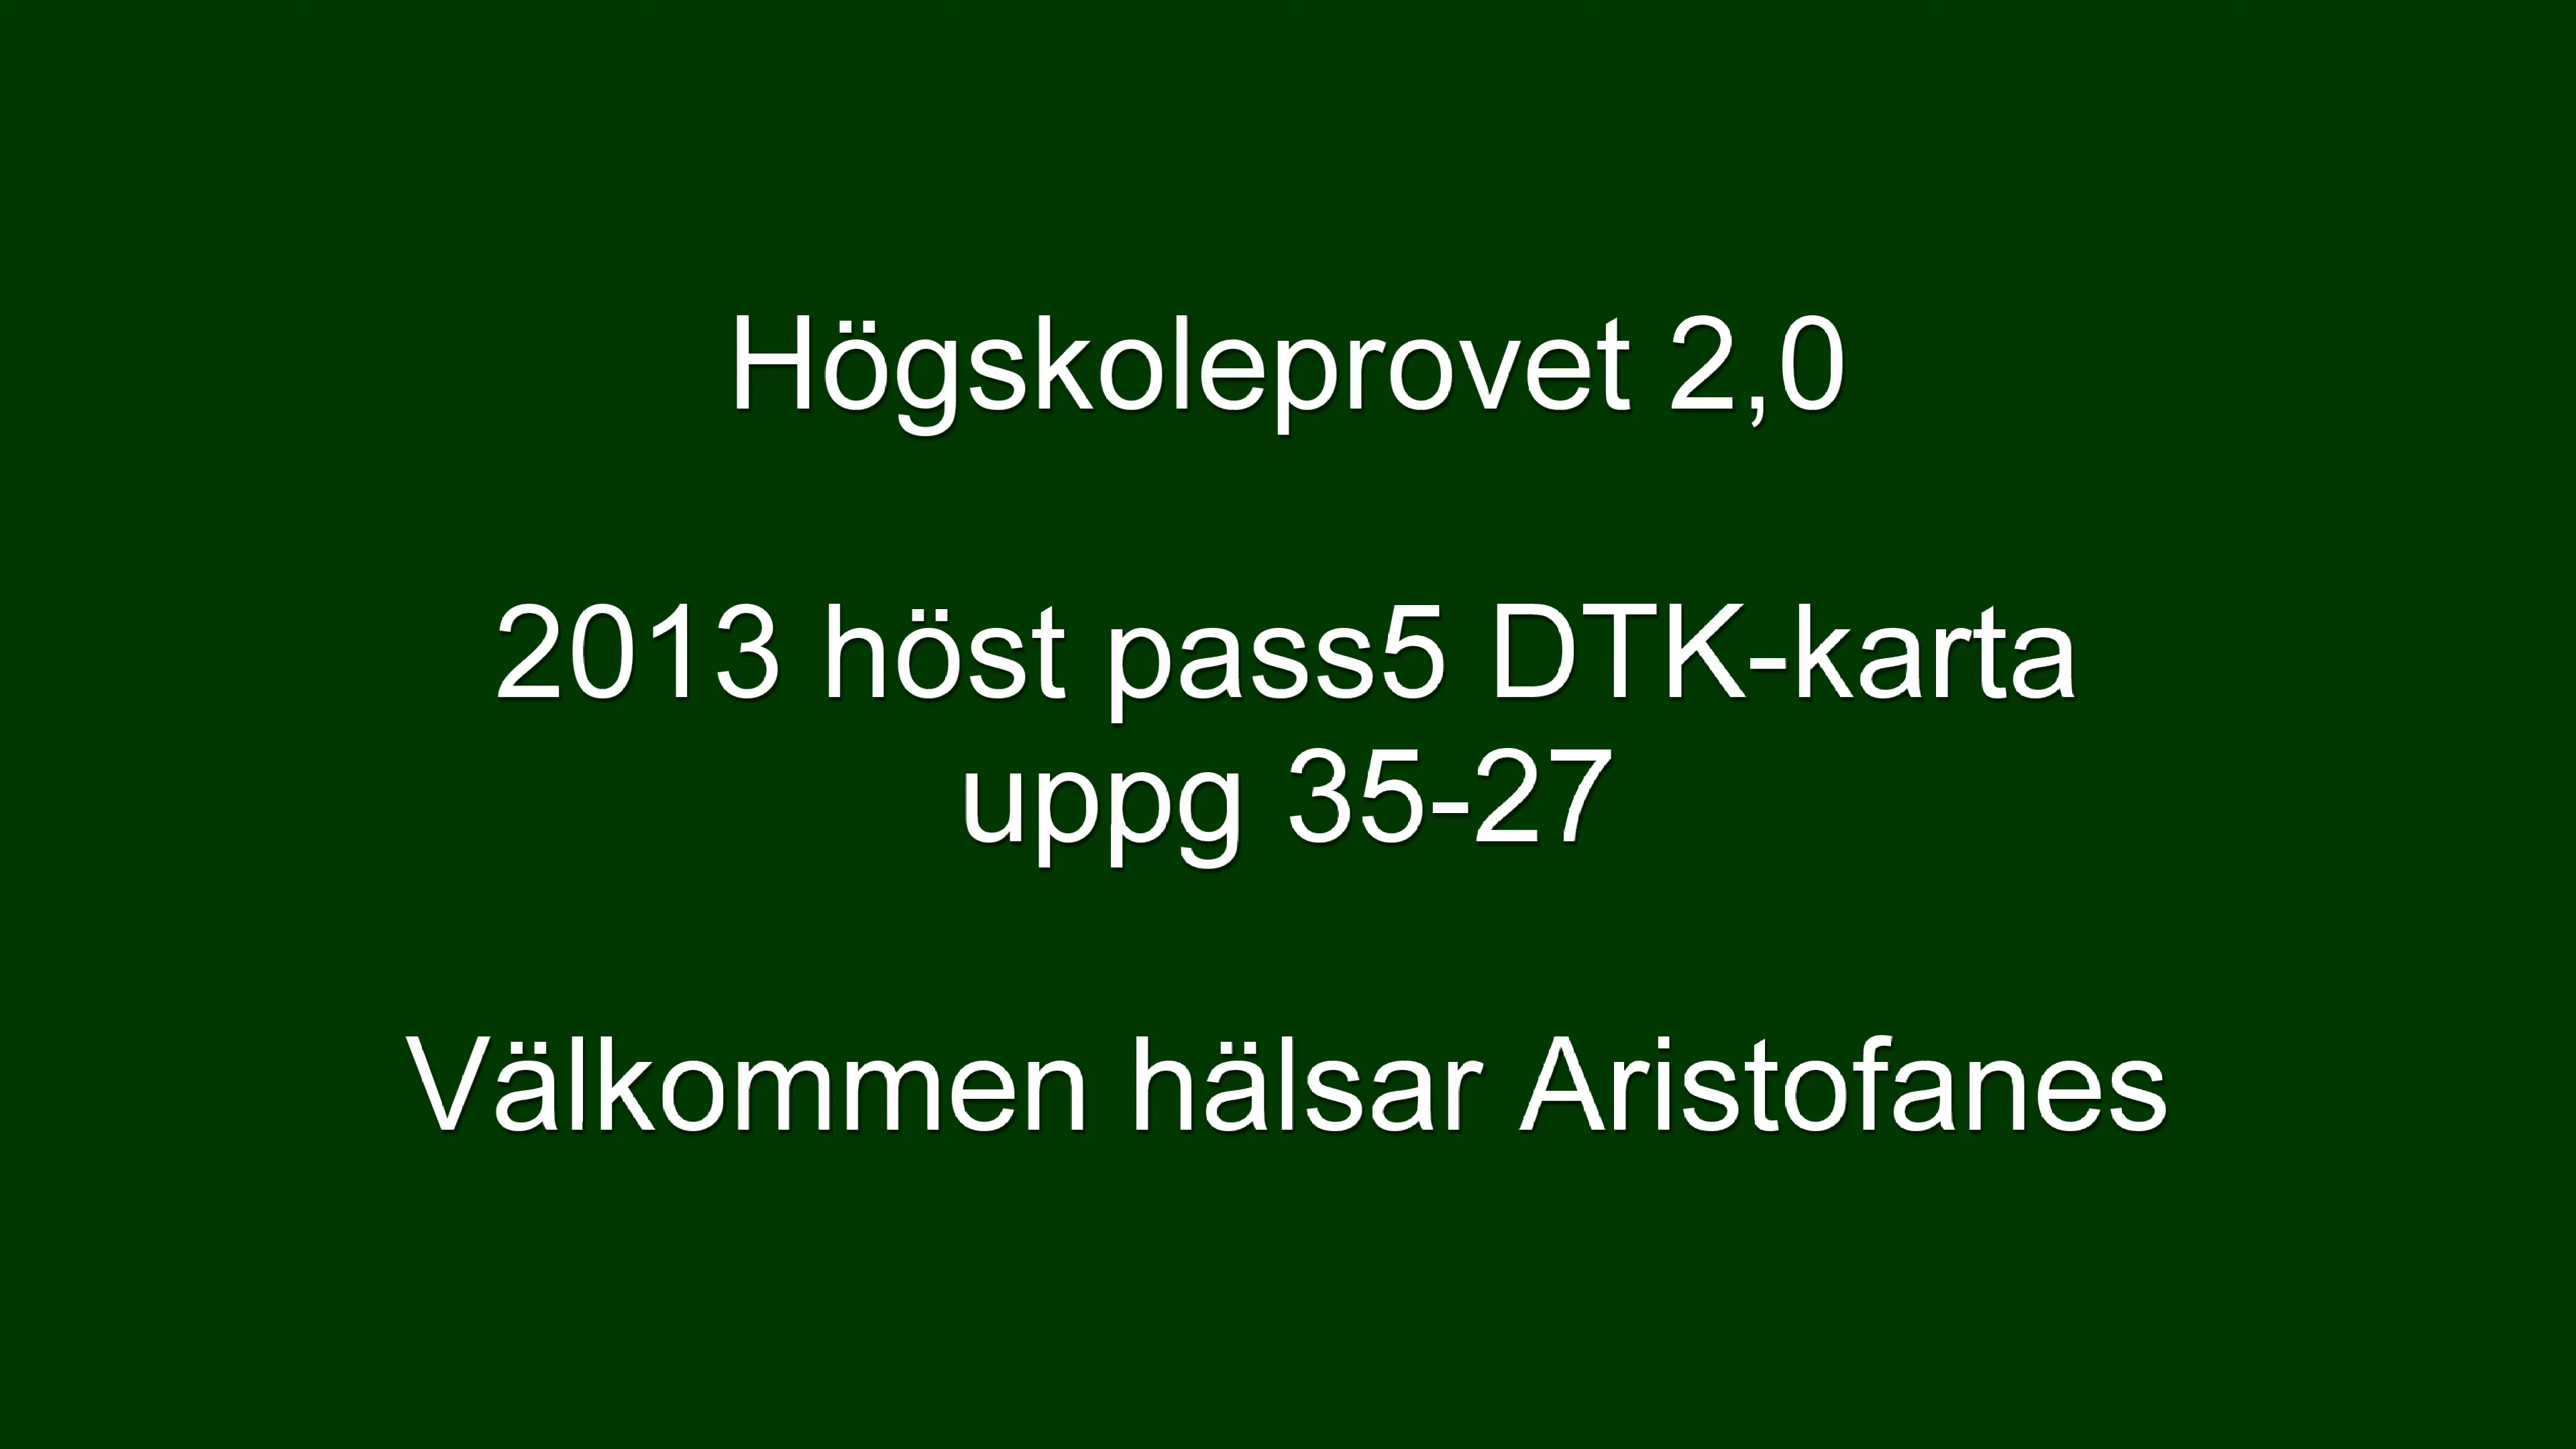 Högskoleprovet 2,0
2013 höst pass5 DTK-karta
uppg 35-27
Välkommen hälsar Aristofanes